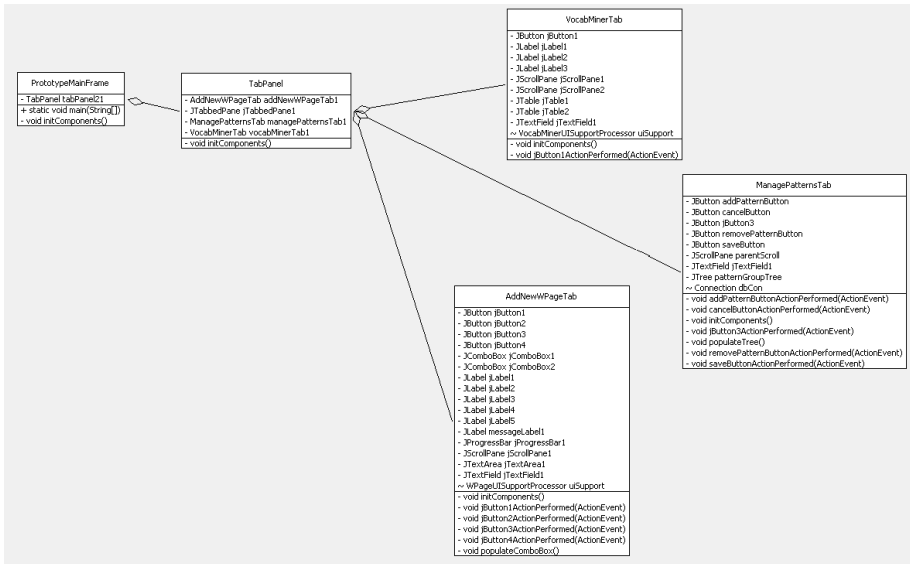 PrototypeMainFrame
- TabPanel tabPanel21
+ static void main(String[])
- void initComponents()
TabPanel
- AddNewWPageTab addNewWPageTab1
- JTabbedPane jTabbedPane1
- ManagePatternsTab managePatternsTab1
- VocabMinerTab vocabMinerTab1
- void initComponents()
VocabMinerTab
- JButton jButton1
- JLabel jLabel1
- JLabel jLabel2
- JLabel jLabel3
- JScrollPane jScrollPane1
- JScrollPane jScrollPane2
- JTable jTable1
- JTable jTable2
- JTextField jTextField1
~ VocabMinerUISupportProcessor uiSupport
- void initComponents()
- void jButton1ActionPerformed(ActionEvent)
ManagePatternsTab
- JButton addPatternButton
- JButton cancelButton
- JButton jButton3
- JButton removePatternButton
- JButton saveButton
- JScrollPane parentScroll
- JTextField jTextField1
- JTree patternGroupTree
~ Connection dbCon
- void addPatternButtonActionPerformed(ActionEvent)
- void cancelButtonActionPerformed(ActionEvent)
- void initComponents()
- void jButton3ActionPerformed(ActionEvent)
- void populateTree()
- void removePatternButtonActionPerformed(ActionEvent)
- void saveButtonActionPerformed(ActionEvent)
AddNewWPageTab
- JButton jButton1
- JButton jButton2
- JButton jButton3
- JButton jButton4
- JComboBox jComboBox1
- JComboBox jComboBox2
- JLabel jLabel1
- JLabel jLabel2
- JLabel jLabel3
- JLabel jLabel4
- JLabel jLabel5
- JLabel messageLabel1
- JProgressBar jProgressBar1
- JScrollPane jScrollPane1
- JTextArea jTextArea1
- JTextField jTextField1
~ WPageUISupportProcessor uiSupport
- void initComponents()
- void jButton1ActionPerformed(ActionEvent)
- void jButton2ActionPerformed(ActionEvent)
- void jButton3ActionPerformed(ActionEvent)
- void jButton4ActionPerformed(ActionEvent)
- void populateComboBox()